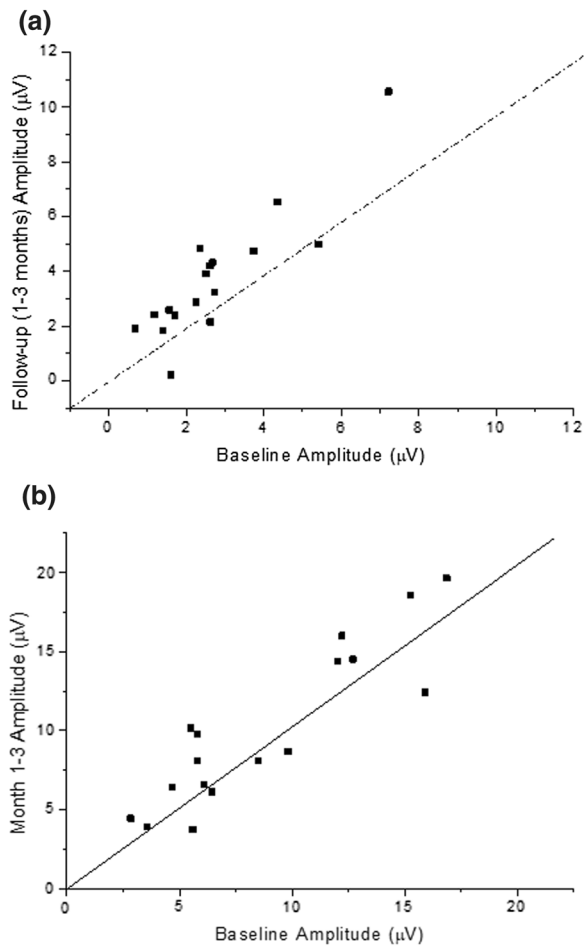 (a)
12
10
8
6
4
2
0
Follow-up (1-3 months) Amplitude (μV)
0 2 4 6 8 10 12
Baseline Amplitude (μV)
(b)
20
15
10
5
0
Month 1-3 Amplitude (μV)
0 5 10 15 20
Baseline Amplitude (μV)